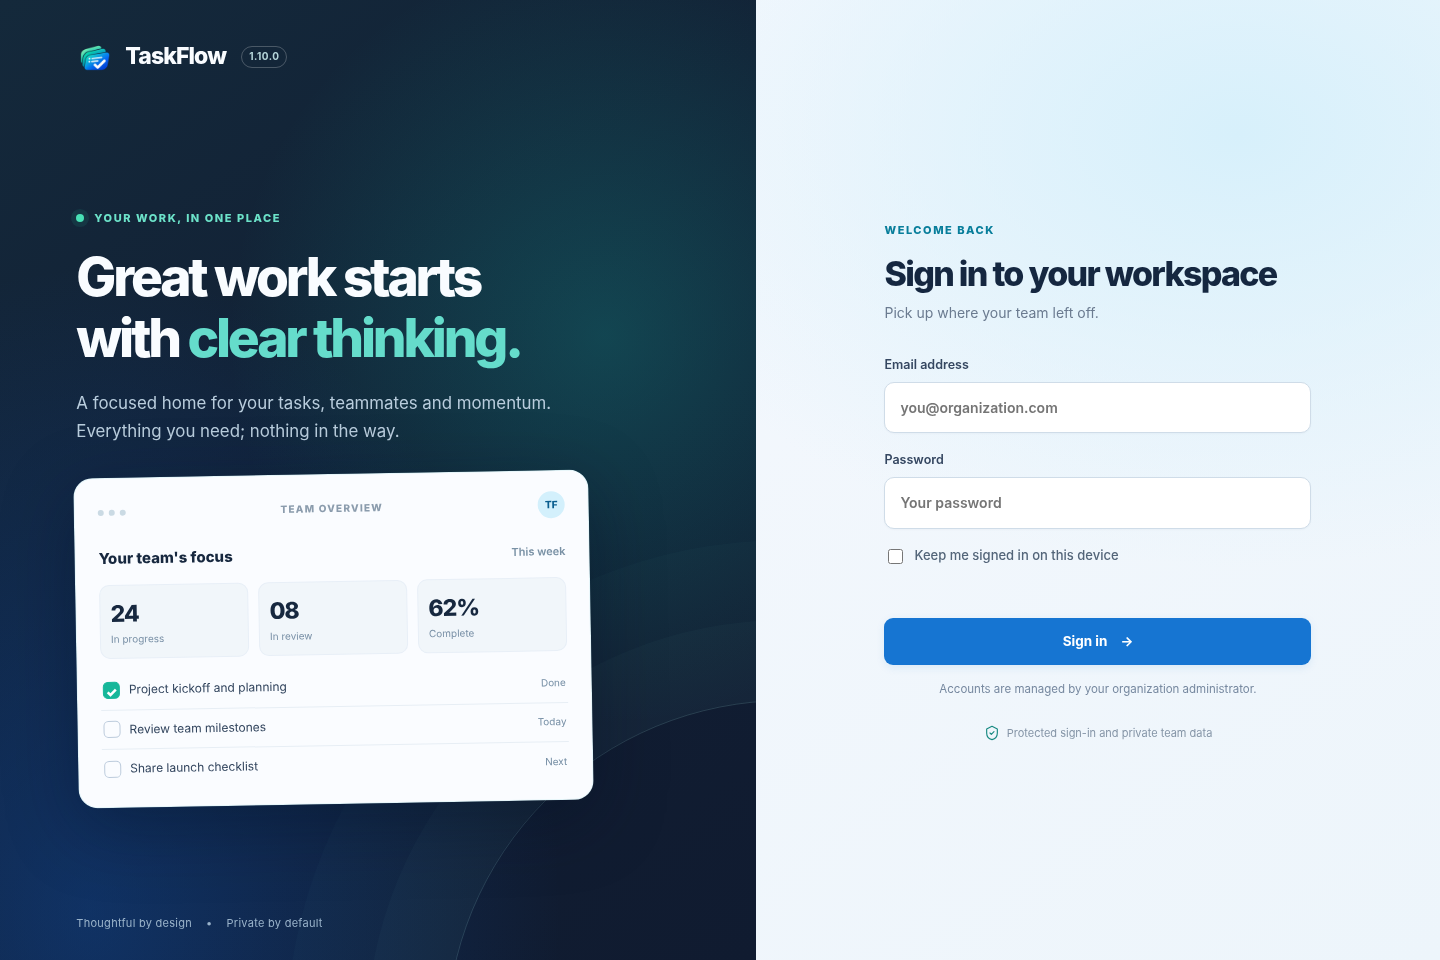 TaskFlow 1.10.0
YOUR WORK, IN ONE PLACE
Great work starts
with clear thinking.
A focused home for your tasks, teammates and momentum.
Everything you need; nothing in the way.
TEAM OVERVIEW TF
Your team's focus This week
24 08 62%
In progress In review Complete
Project kickoff and planning Done
Review team milestones Today
Share launch checklist Next
Thoughtful by design • Private by default
WELCOME BACK
Sign in to your workspace
Pick up where your team left off.
Email address
you@organization.com
Password
Your password
Keep me signed in on this device
Sign in →
Accounts are managed by your organization administrator.
Protected sign-in and private team data